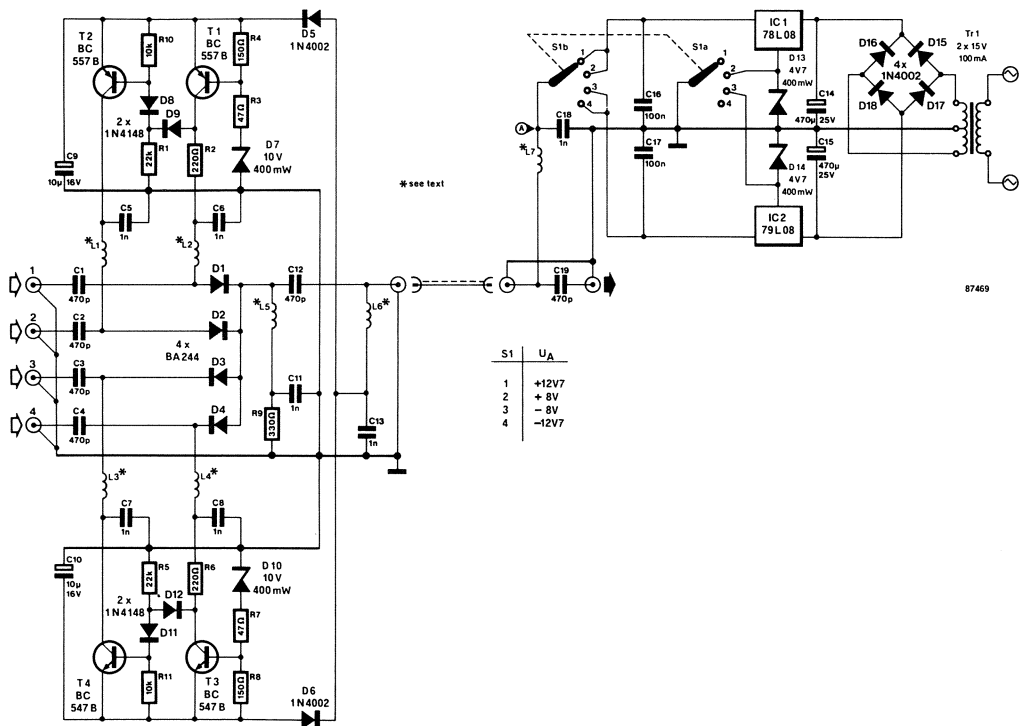 T2
BC
557B
R10
10k
T1
BC
557B
R4
150Ω
D5
1N4002
R3
47Ω
D8
D9
2 x
1N4148
R1
22k
R2
220Ω
D7
10V
400mW
C9
10µ
16V
C5
1n
C6
1n
*L1
*L2
* see text
1
C1
470p
D1
C12
470p
2
C2
470p
D2
*L5
L6*
4 x
BA244
3
C3
470p
D3
C11
1n
4
C4
470p
D4
R9
330Ω
C13
1n
L3*
L4*
C7
1n
C8
1n
C10
10µ
16V
R5
22k
R6
220Ω
D10
10V
400mW
2 x
1N4148
D12
D11
R7
47Ω
T4
BC
547B
R11
10k
T3
BC
547B
R8
150Ω
D6
1N4002
S1b
1
2
3
4
S1a
1
2
3
4
IC1
78L08
D13
4V7
400mW
C14
470µ
25V
D16
D15
4x
1N4002
D18
D17
Tr1
2 x 15V
100mA
A
C18
1n
*L7
C16
100n
C17
100n
D14
4V7
400mW
C15
470µ
25V
IC2
79L08
C19
470p
87469
S1 UA
1 +12V7
2 + 8V
3 − 8V
4 −12V7